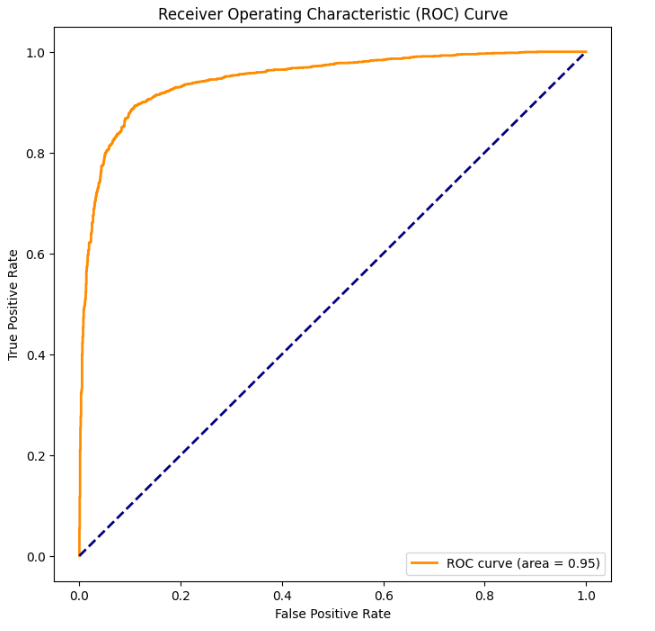 Receiver Operating Characteristic (ROC) Curve
1.0
0.8
0.6
0.4
0.2
0.0
True Positive Rate
ROC curve (area = 0.95)
0.0 0.2 0.4 0.6 0.8 1.0
False Positive Rate